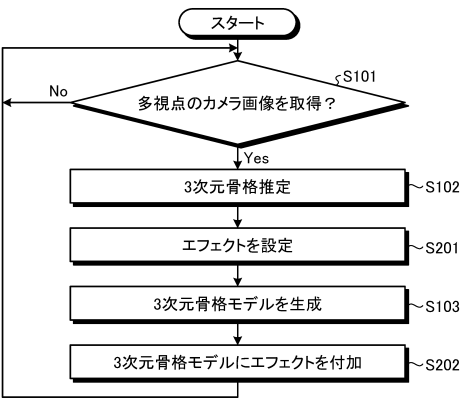 スタート
S101
No
多視点のカメラ画像を取得？
Yes
3次元骨格推定
S102
エフェクトを設定
S201
3次元骨格モデルを生成
S103
3次元骨格モデルにエフェクトを付加
S202